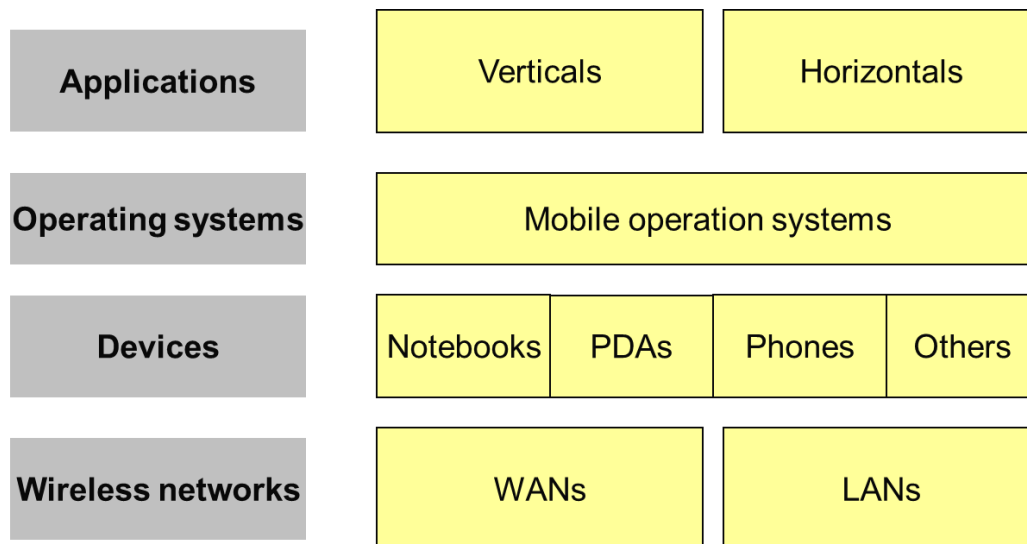 Applications
Verticals
Horizontals
Operating systems
Mobile operation systems
Devices
Notebooks
PDAs
Phones
Others
Wireless networks
WANs
LANs